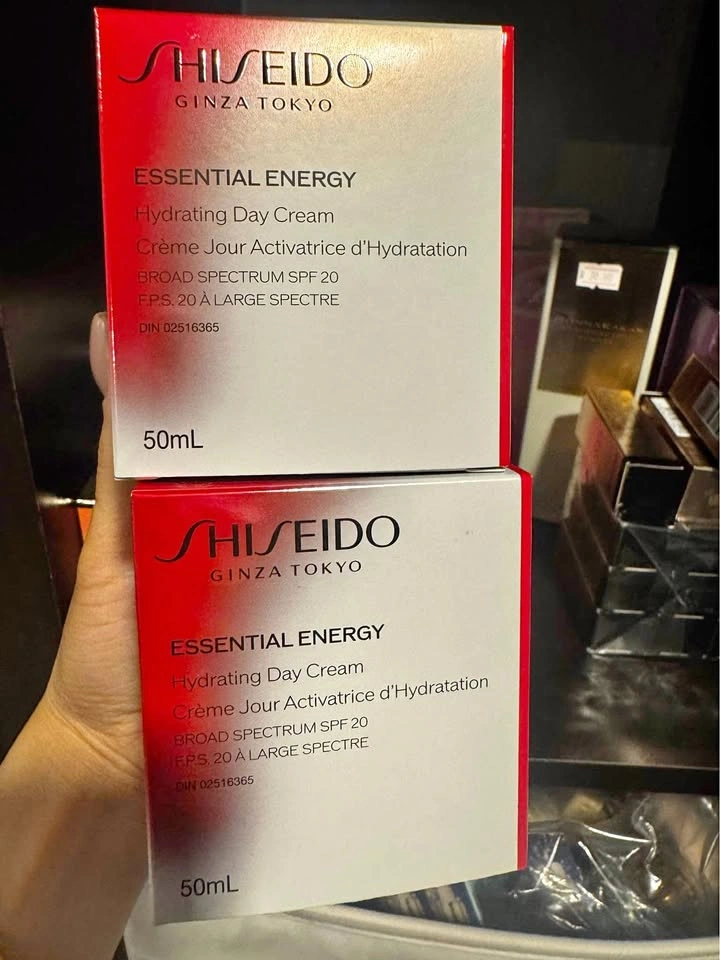 SHISEIDO
GINZA TOKYO
ESSENTIAL ENERGY
Hydrating Day Cream
Crème Jour Activatrice d'Hydratation
BROAD SPECTRUM SPF 20
F.P.S. 20 À LARGE SPECTRE
DIN 02516365
50mL
SHISEIDO
GINZA TOKYO
ESSENTIAL ENERGY
Hydrating Day Cream
Crème Jour Activatrice d'Hydratation
BROAD SPECTRUM SPF 20
F.P.S. 20 À LARGE SPECTRE
DIN 02516365
50mL